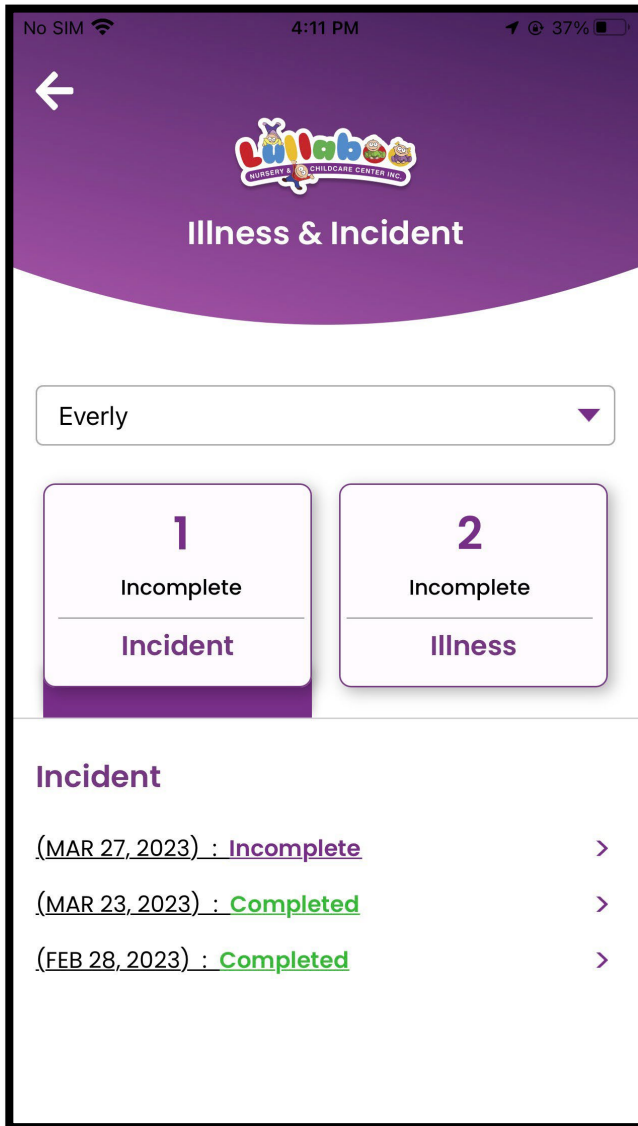 No SIM 4:11 PM 37%
Lullaboo
NURSERY & CHILDCARE CENTER INC.
Illness & Incident
Everly
1 2
Incomplete Incomplete
Incident Illness
Incident
(MAR 27, 2023) : Incomplete >
(MAR 23, 2023) : Completed >
(FEB 28, 2023) : Completed >